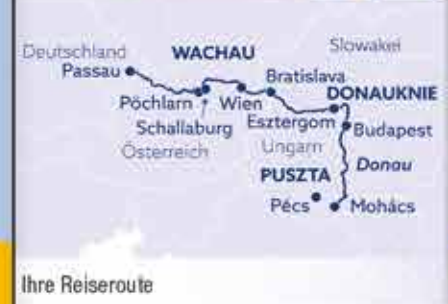 Deutschland
WACHAU
Slowakei
Passau
Bratislava
DONAUKNIE
Pöchlarn
Wien
Esztergom
Budapest
Schallaburg
Österreich
Ungarn
Donau
PUSZTA
Pécs
Mohács
Ihre Reiseroute